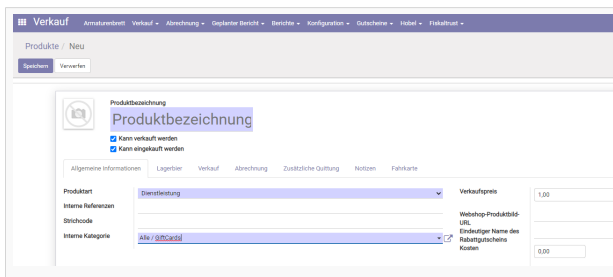 Verkauf Armaturenbrett Verkauf Abrechnung Geplanter Bericht Berichte Konfiguration Gutscheine Hobel Fiskaltrust
Produkte / Neu
Speichern Verwerfen
Produktbezeichnung
Produktbezeichnung
Kann verkauft werden
Kann eingekauft werden
Allgemeine Informationen Lagerbier Verkauf Abrechnung Zusätzliche Quittung Notizen Fahrkarte
Produktart Dienstleistung Verkaufspreis 1,00
Interne Referenzen
Webshop-Produktbild-URL
Strichcode
Eindeutiger Name des Rabattgutscheins
Interne Kategorie Alle / GiftCards
Kosten 0,00